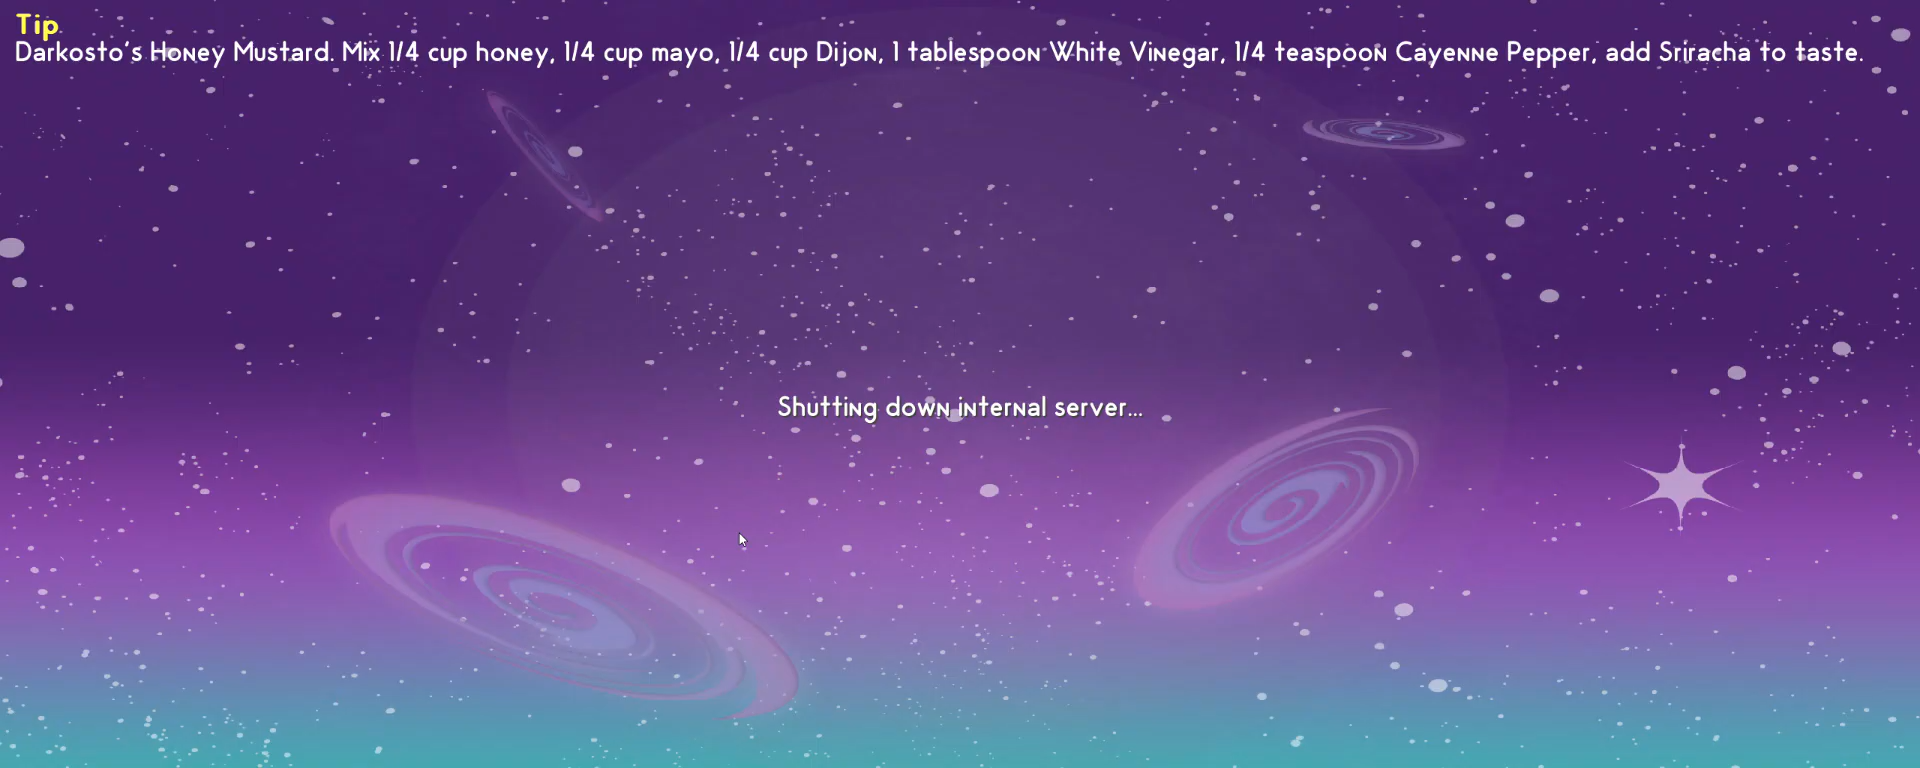 Tip
Darkosto's Honey Mustard. Mix 1/4 cup honey, 1/4 cup mayo, 1/4 cup Dijon, 1 tablespoon White Vinegar, 1/4 teaspoon Cayenne Pepper, add Sriracha to taste.
Shutting down internal server...